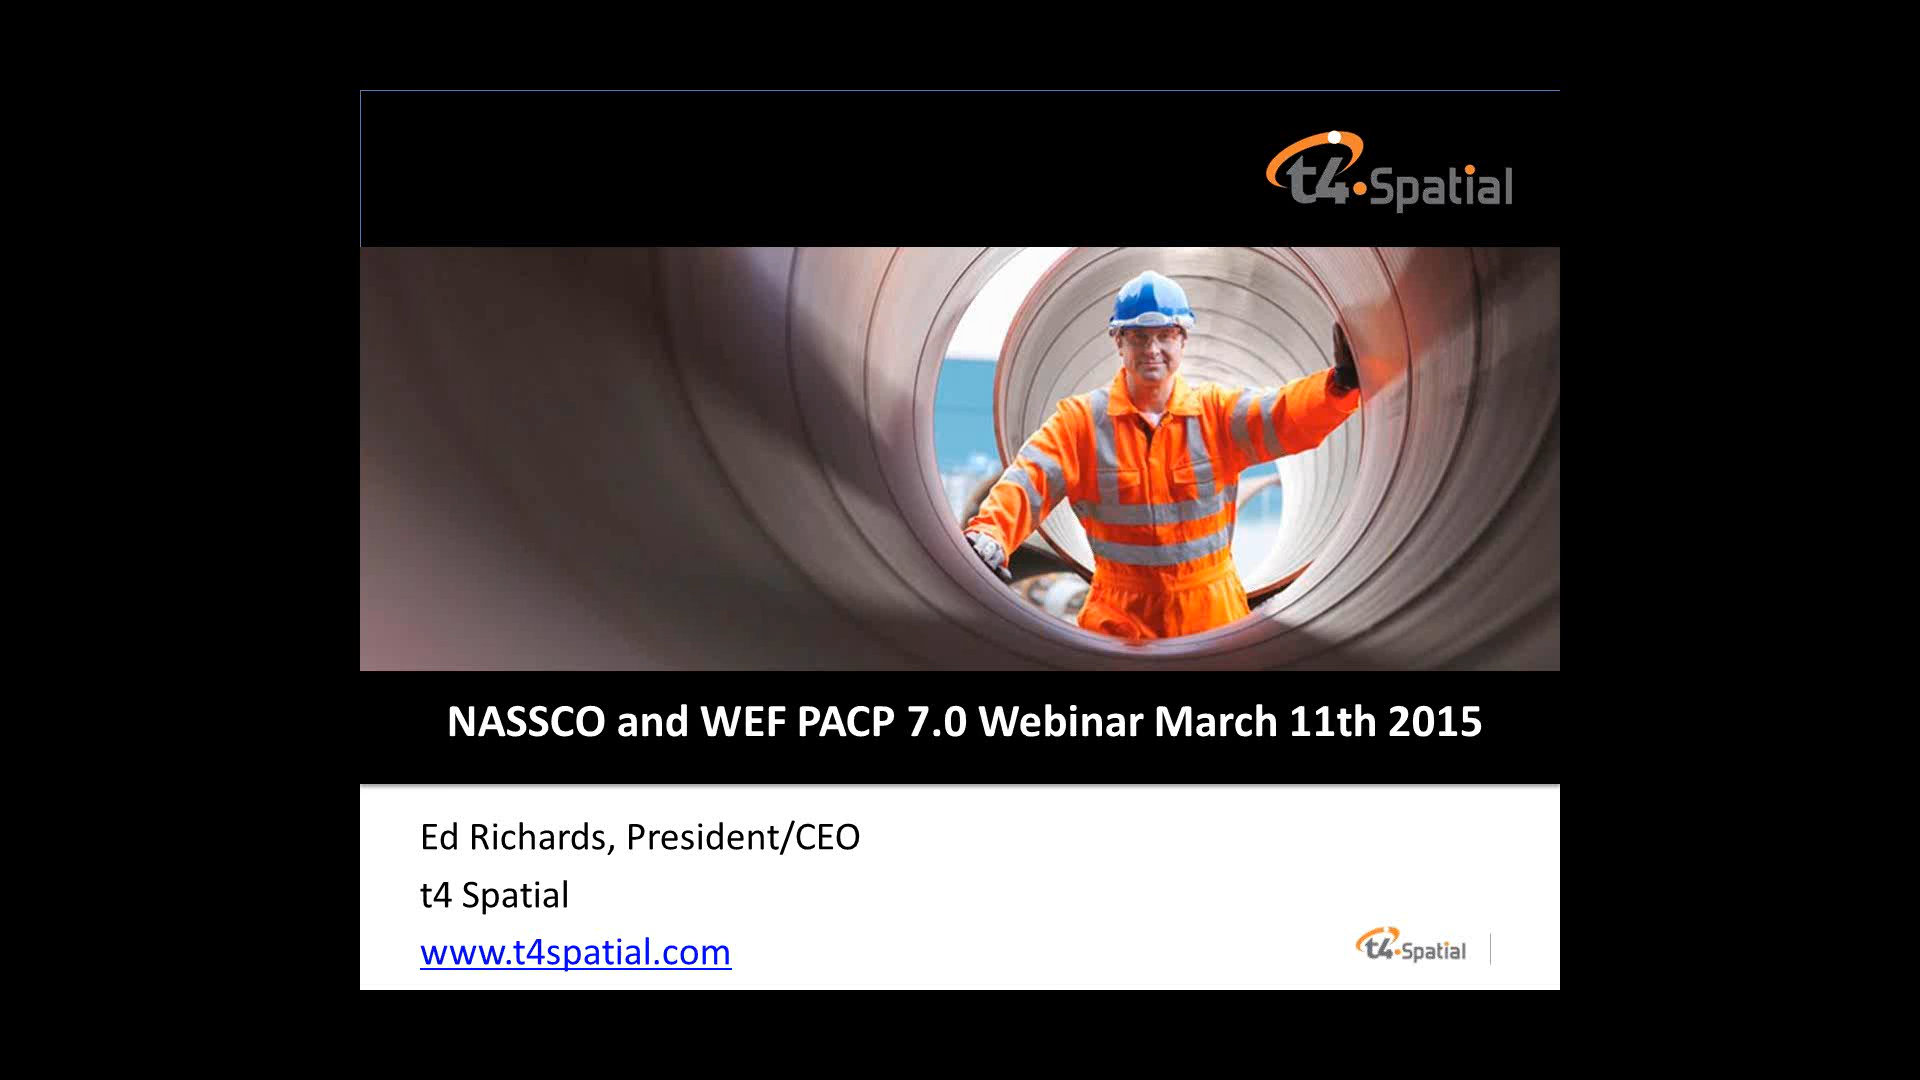 t4 Spatial
NASSCO and WEF PACP 7.0 Webinar March 11th 2015
Ed Richards, President/CEO
t4 Spatial
www.t4spatial.com
t4 Spatial